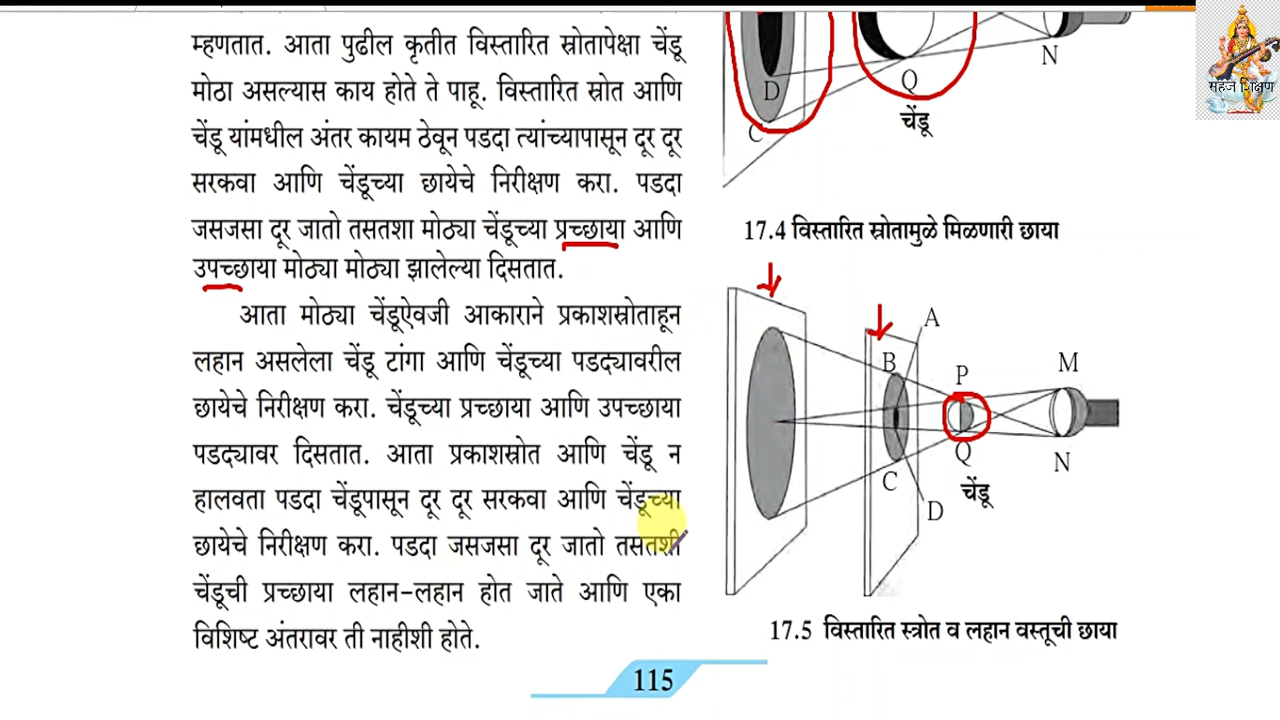 म्हणतात. आता पुढील कृतीत विस्तारित स्रोतापेक्षा चेंडू
मोठा असल्यास काय होते ते पाहू. विस्तारित स्रोत आणि
चेंडू यांमधील अंतर कायम ठेवून पडदा त्यांच्यापासून दूर दूर
सरकवा आणि चेंडूच्या छायेचे निरीक्षण करा. पडदा
जसजसा दूर जातो तसतशा मोठ्या चेंडूच्या प्रच्छाया आणि
उपच्छाया मोठ्या मोठ्या झालेल्या दिसतात.
आता मोठ्या चेंडूऐवजी आकाराने प्रकाशस्रोताहून
लहान असलेला चेंडू टांगा आणि चेंडूच्या पडद्यावरील
छायेचे निरीक्षण करा. चेंडूच्या प्रच्छाया आणि उपच्छाया
पडद्यावर दिसतात. आता प्रकाशस्रोत आणि चेंडू न
हालवता पडदा चेंडूपासून दूर दूर सरकवा आणि चेंडूच्या
छायेचे निरीक्षण करा. पडदा जसजसा दूर जातो तसतशी
चेंडूची प्रच्छाया लहान-लहान होत जाते आणि एका
विशिष्ट अंतरावर ती नाहीशी होते.
115
D
C
Q
N
चेंडू
17.4 विस्तारित स्रोतामुळे मिळणारी छाया
A
B
P
M
C
Q
N
D
चेंडू
17.5 विस्तारित स्त्रोत व लहान वस्तूची छाया
सहज शिक्षण